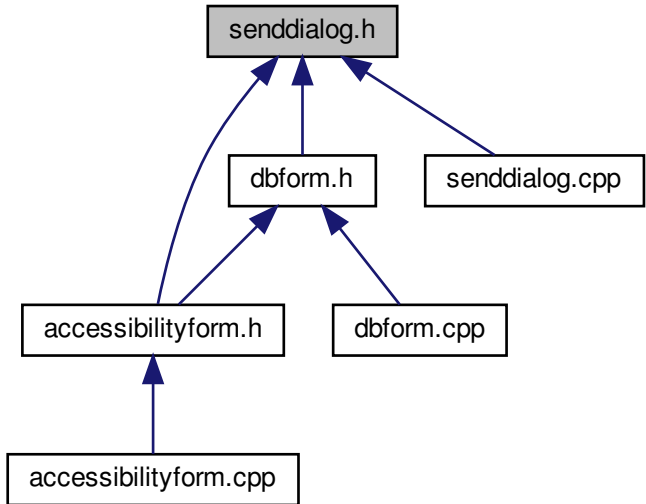 senddialog.h
dbform.h
senddialog.cpp
accessibilityform.h
dbform.cpp
accessibilityform.cpp